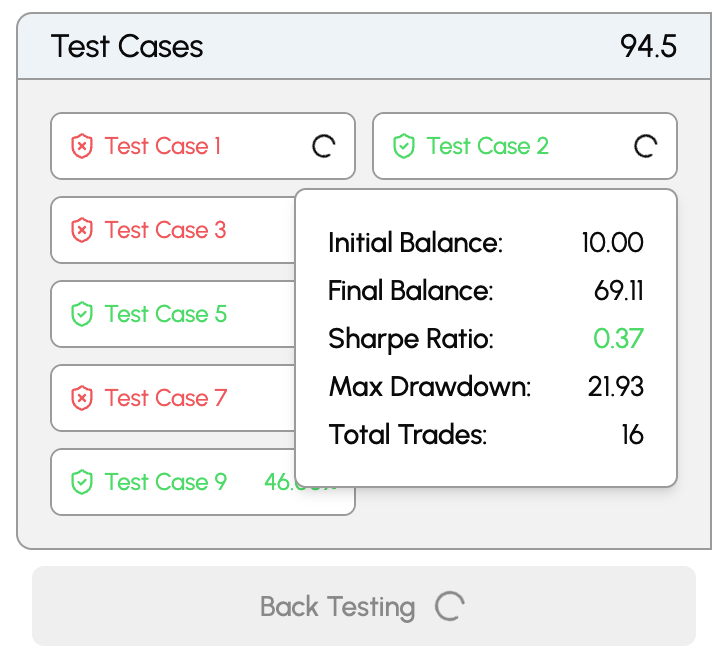 Test Cases 94.5
Test Case 1 Test Case 2
Test Case 3
Initial Balance: 10.00
Final Balance: 69.11
Test Case 5
Sharpe Ratio: 0.37
Max Drawdown: 21.93
Test Case 7
Total Trades: 16
Test Case 9
Back Testing